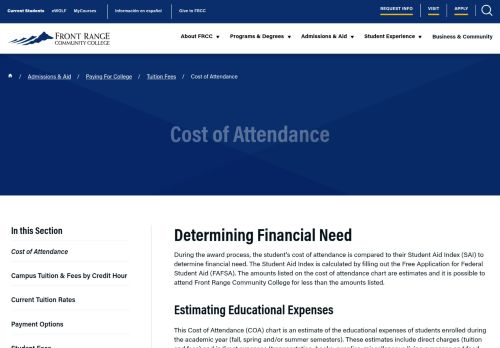 Current Students eWOLF MyCourses Información en español Give to FRCC REQUEST INFO VISIT APPLY
FRONT RANGE
COMMUNITY COLLEGE
About FRCC Programs & Degrees Admissions & Aid Student Experience Business & Community
/ Admissions & Aid / Paying For College / Tuition Fees / Cost of Attendance
Cost of Attendance
In this Section
Cost of Attendance
Campus Tuition & Fees by Credit Hour
Current Tuition Rates
Payment Options
Determining Financial Need
During the award process, the student's cost of attendance is compared to their Student Aid Index (SAI) to
determine financial need. The Student Aid Index is calculated by filling out the Free Application for Federal
Student Aid (FAFSA). The amounts listed on the cost of attendance chart are estimates and it is possible to
attend Front Range Community College for less than the amounts listed.
Estimating Educational Expenses
This Cost of Attendance (COA) chart is an estimate of the educational expenses of students enrolled during
the academic year (fall, spring and/or summer semesters). These estimates include direct charges (tuition